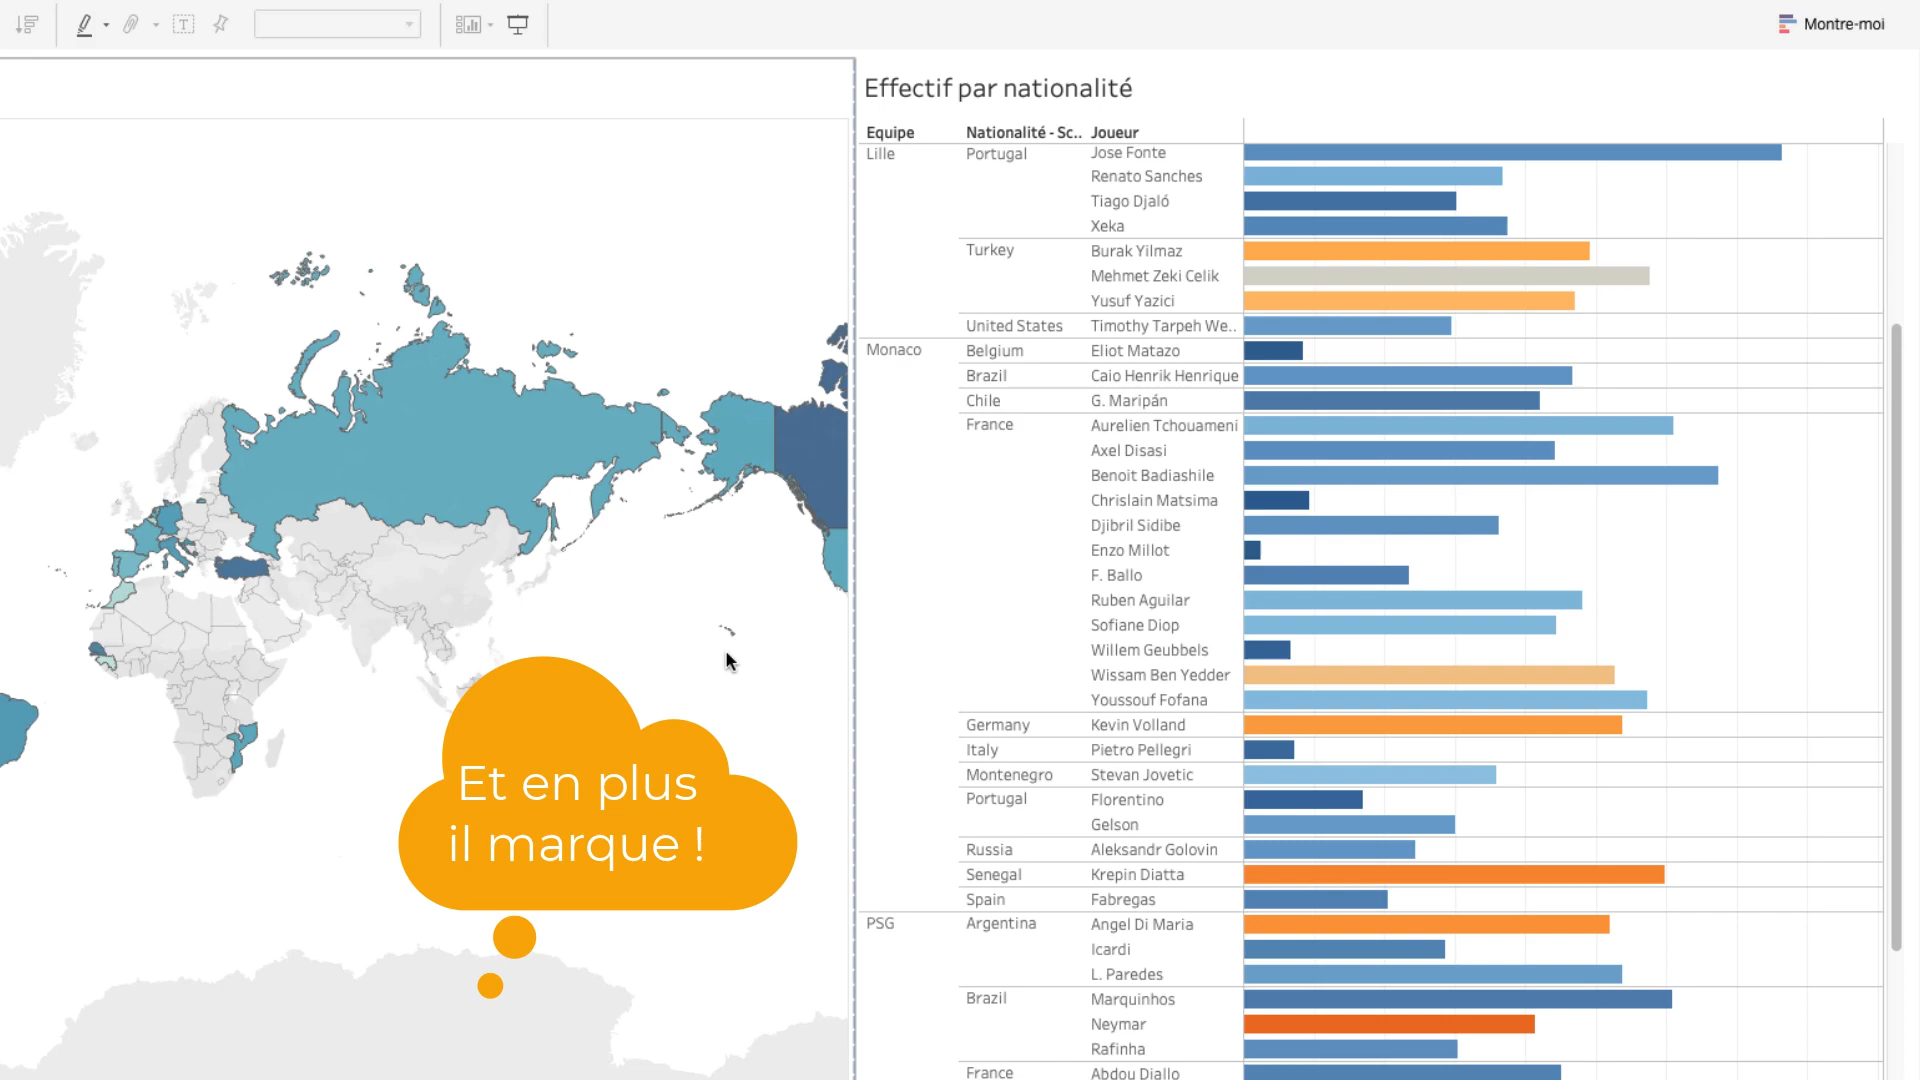 T
Montre-moi
Effectif par nationalité
Equipe Nationalité - Sc.. Joueur
Lille Portugal Jose Fonte
Renato Sanches
Tiago Djaló
Xeka
Turkey Burak Yilmaz
Mehmet Zeki Celik
Yusuf Yazici
United States Timothy Tarpeh We..
Monaco Belgium Eliot Matazo
Brazil Caio Henrik Henrique
Chile G. Maripán
France Aurelien Tchouameni
Axel Disasi
Benoit Badiashile
Chrislain Matsima
Djibril Sidibe
Enzo Millot
F. Ballo
Ruben Aguilar
Sofiane Diop
Willem Geubbels
Wissam Ben Yedder
Youssouf Fofana
Germany Kevin Volland
Italy Pietro Pellegri
Montenegro Stevan Jovetic
Portugal Florentino
Gelson
Russia Aleksandr Golovin
Senegal Krepin Diatta
Spain Fabregas
PSG Argentina Angel Di Maria
Icardi
L. Paredes
Brazil Marquinhos
Neymar
Rafinha
France Abdou Diallo
Et en plus
il marque !